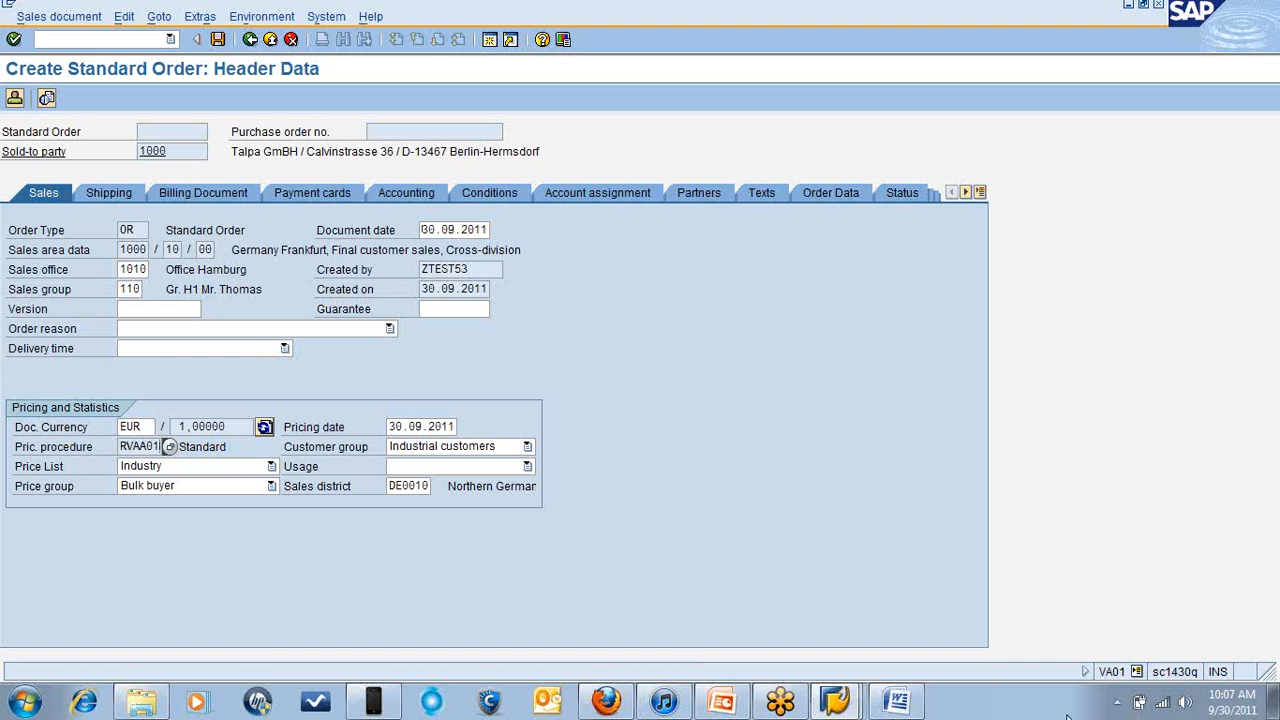 Sales document Edit Goto Extras Environment System Help
SAP
Create Standard Order: Header Data
Standard Order Purchase order no.
Sold-to party 1000 Talpa GmBH / Calvinstrasse 36 / D-13467 Berlin-Hermsdorf
Sales Shipping Billing Document Payment cards Accounting Conditions Account assignment Partners Texts Order Data Status
Order Type OR Standard Order Document date 30.09.2011
Sales area data 1000 / 10 / 00 Germany Frankfurt, Final customer sales, Cross-division
Sales office 1010 Office Hamburg Created by ZTEST53
Sales group 110 Gr. H1 Mr. Thomas Created on 30.09.2011
Version Guarantee
Order reason
Delivery time
Pricing and Statistics
Doc. Currency EUR / 1,00000 Pricing date 30.09.2011
Pric. procedure RVAA01 Standard Customer group Industrial customers
Price List Industry Usage
Price group Bulk buyer Sales district DE0010 Northern German
VA01 sc1430q INS
10:07 AM
9/30/2011